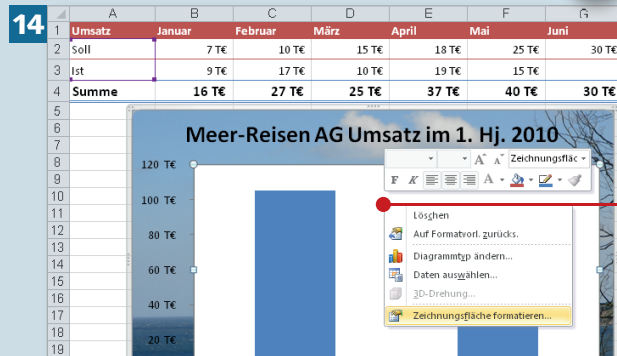 14
A B C D E F G
1 Umsatz Januar Februar März April Mai Juni
2 Soll 7 T€ 10 T€ 15 T€ 18 T€ 25 T€ 30 T€
3 Ist 9 T€ 17 T€ 10 T€ 19 T€ 15 T€
4 Summe 16 T€ 27 T€ 25 T€ 37 T€ 40 T€ 30 T€
5
6
7
8
9
10
11
12
13
14
15
16
17
18
19
Meer-Reisen AG Umsatz im 1. Hj. 2010
120 T€
100 T€
80 T€
60 T€
40 T€
20 T€
A A Zeichnungsfläc
F K A
Löschen
Auf Formatvorl. zurücks.
Diagrammtyp ändern...
Daten auswählen...
3D-Drehung...
Zeichnungsfläche formatieren...